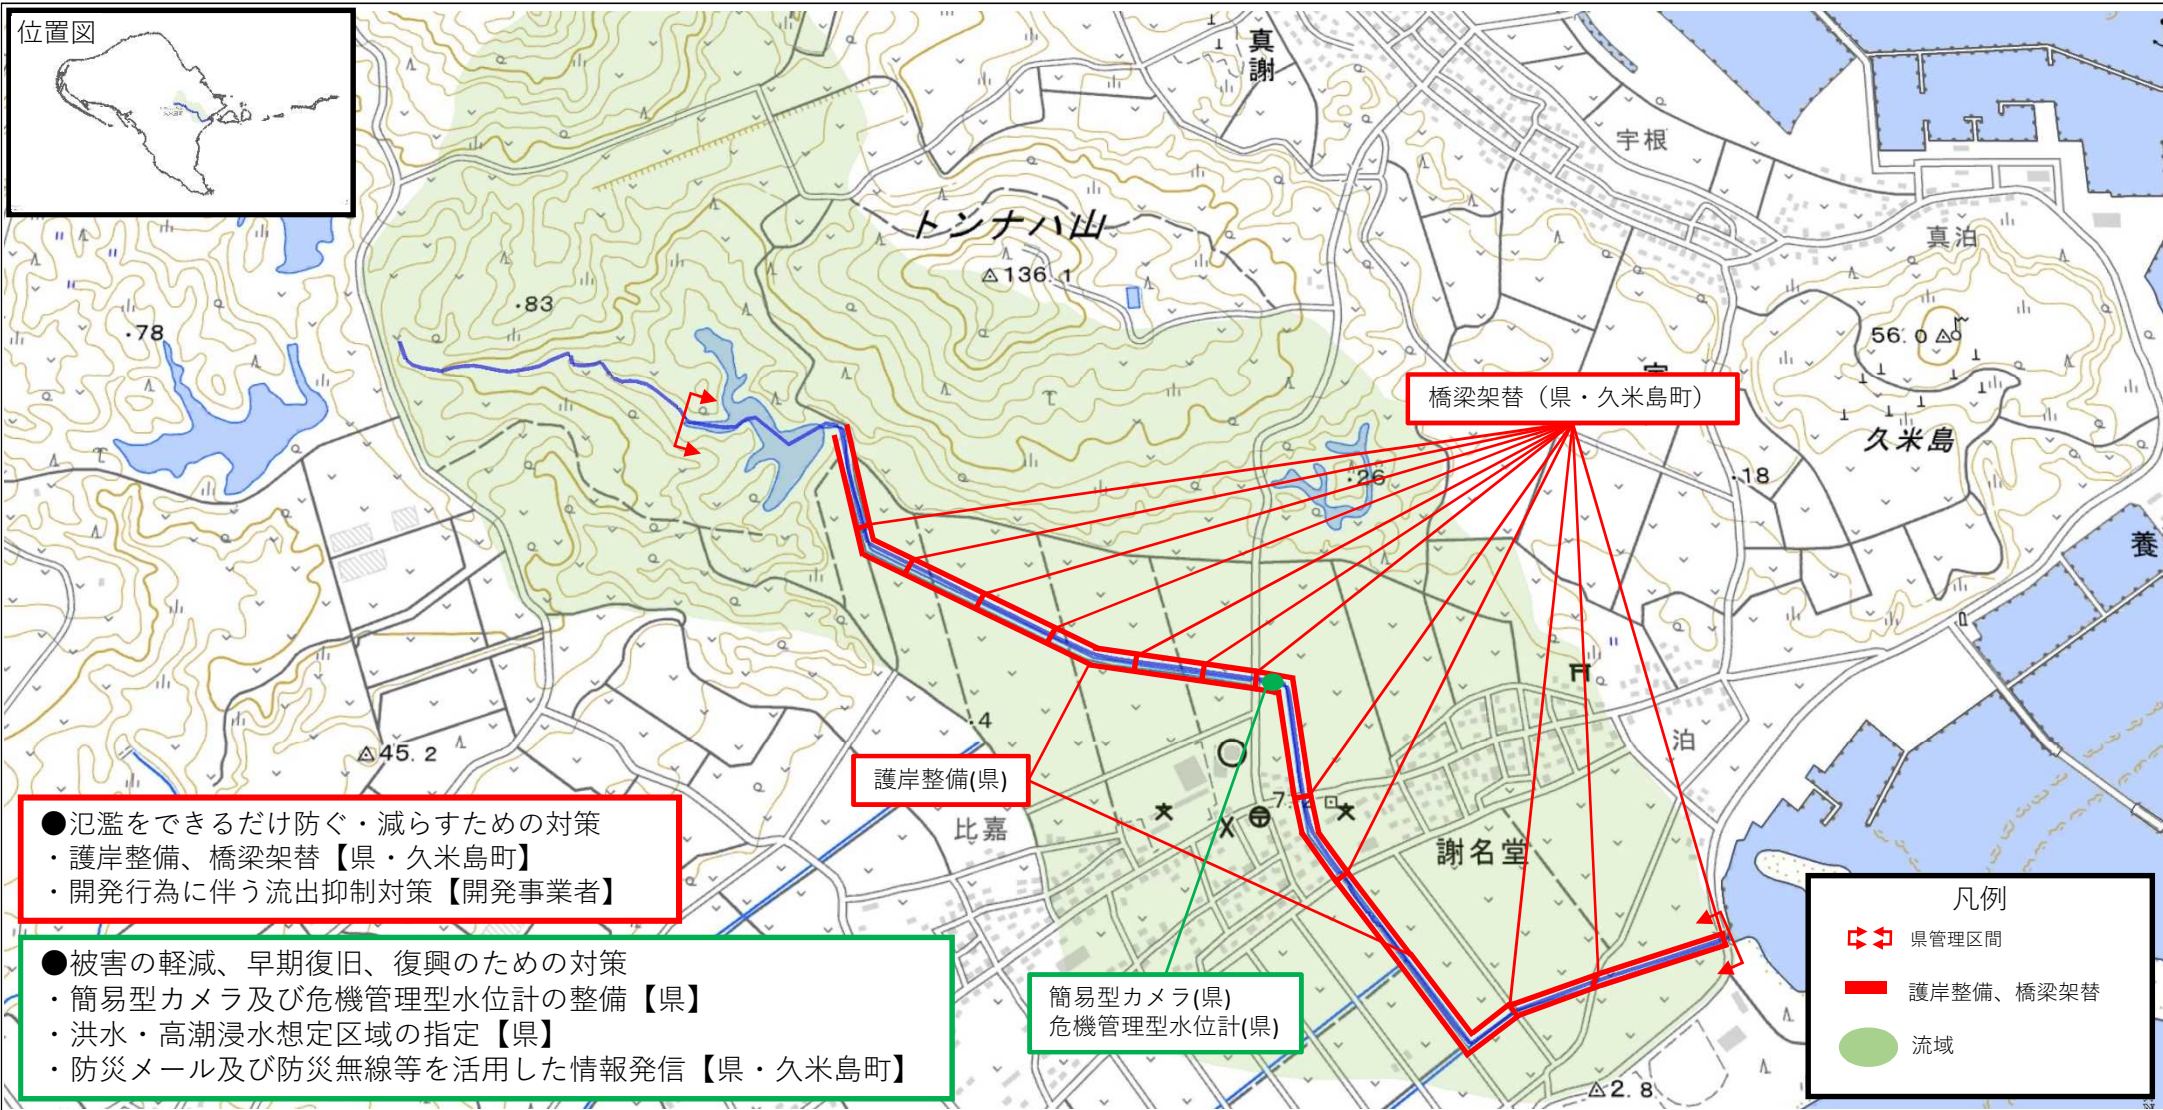 位置図
真謝
宇根
トンナハ山
136.1
真泊
83
78
56.0
橋梁架替（県・久米島町）
久米島
26
18
養
4
泊
45.2
護岸整備(県)
7.2
比嘉
謝名堂
●氾濫をできるだけ防ぐ・減らすための対策
・護岸整備、橋梁架替【県・久米島町】
・開発行為に伴う流出抑制対策【開発事業者】
●被害の軽減、早期復旧、復興のための対策
・簡易型カメラ及び危機管理型水位計の整備【県】
・洪水・高潮浸水想定区域の指定【県】
・防災メール及び防災無線等を活用した情報発信【県・久米島町】
簡易型カメラ(県)
危機管理型水位計(県)
凡例
県管理区間
護岸整備、橋梁架替
流域
2.8